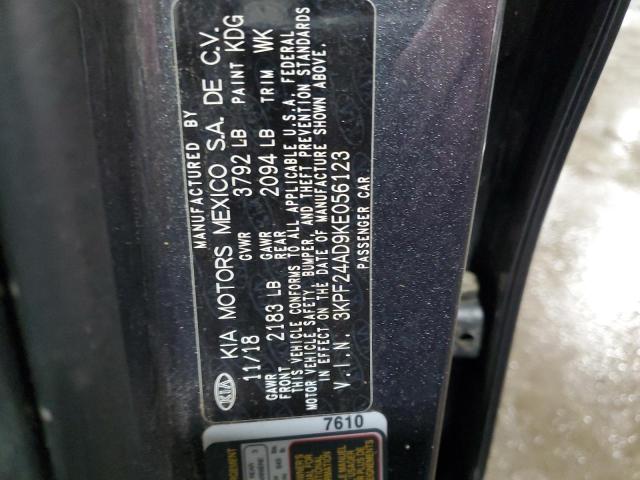 MANUFACTURED BY
KIA KIA MOTORS MEXICO S.A. DE C.V.
11/18 GVWR 3792 LB PAINT KDG
GAWR FRONT 2183 LB GAWR REAR 2094 LB TRIM WK
THIS VEHICLE CONFORMS TO ALL APPLICABLE U.S.A. FEDERAL
MOTOR VEHICLE SAFETY, BUMPER, AND THEFT PREVENTION STANDARDS
IN EFFECT ON THE DATE OF MANUFACTURE SHOWN ABOVE.
V.I.N: 3KPF24AD9KE056123
PASSENGER CAR
7610